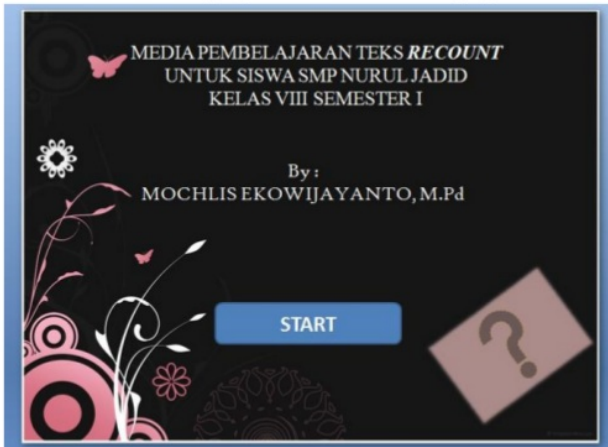 MEDIA PEMBELAJARAN TEKS RECOUNT
UNTUK SISWA SMP NURUL JADID
KELAS VIII SEMESTER I
By :
MOCHLIS EKOWIJAYANTO, M.Pd
START
?